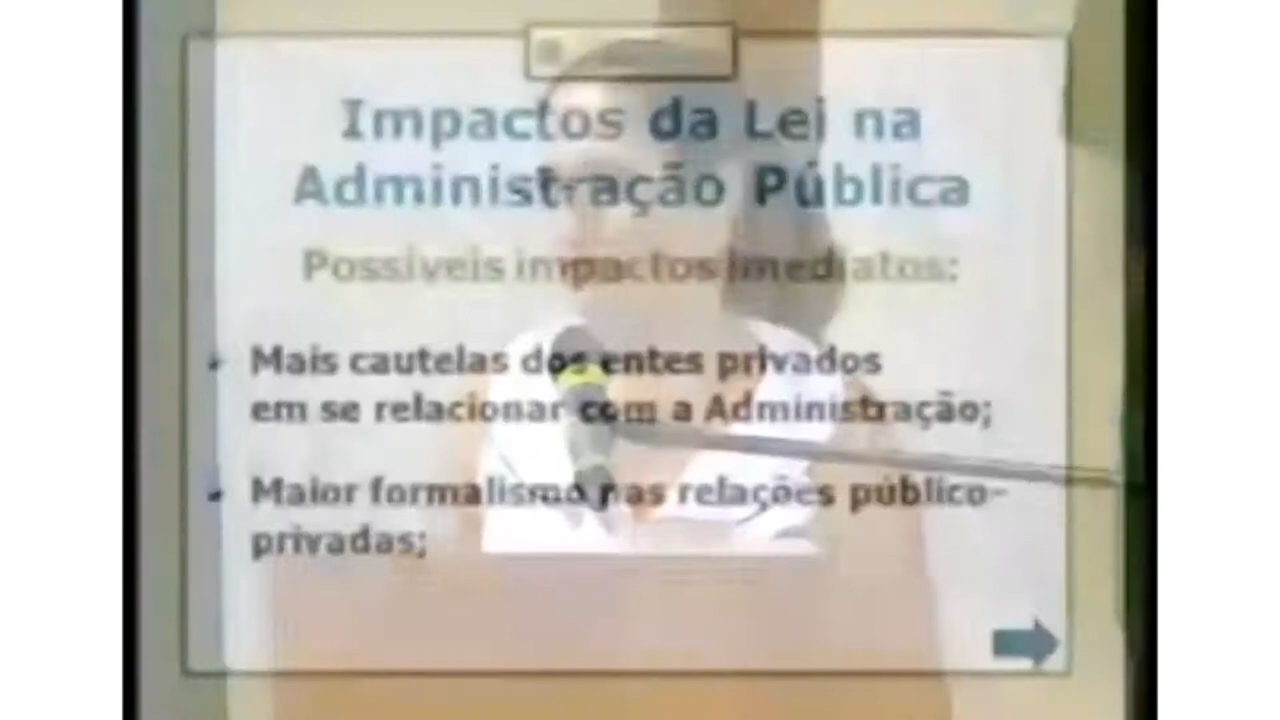 Impactos da Lei na
Administração Pública
Possíveis impactos imediatos:
Mais cautelas dos entes privados
em se relacionar com a Administração;
Maior formalismo nas relações público-
privadas;